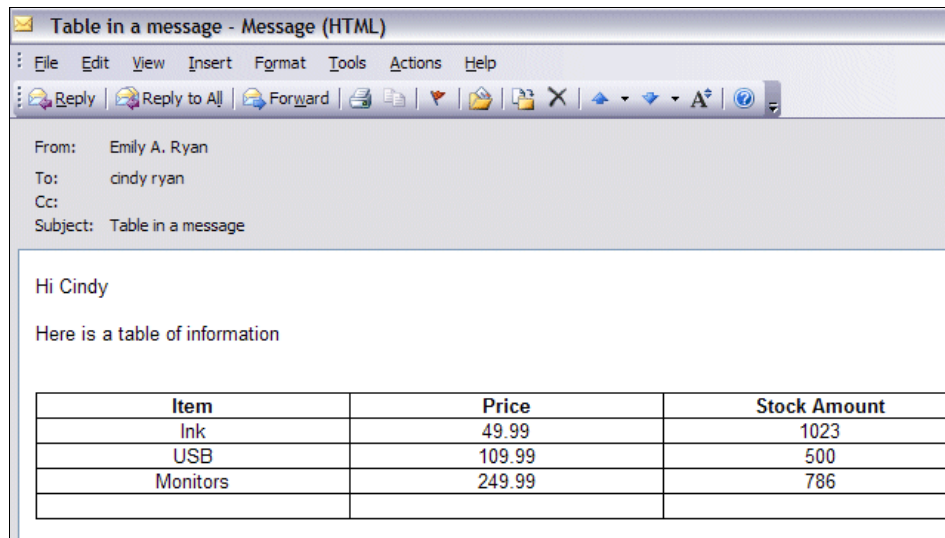 Table in a message - Message (HTML)
File Edit View Insert Format Tools Actions Help
Reply Reply to All Forward A
From: Emily A. Ryan
To: cindy ryan
Cc:
Subject: Table in a message
Hi Cindy
Here is a table of information
Item Price Stock Amount
Ink 49.99 1023
USB 109.99 500
Monitors 249.99 786